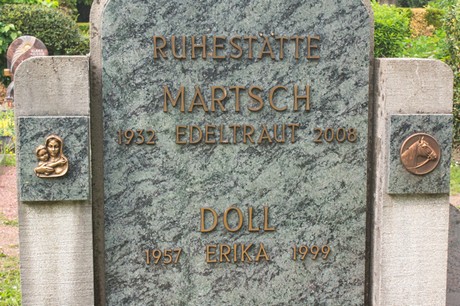 RUHESTÄTTE
MARTSCH
1932 EDELTRAUT 2008
DOLL
1957 ERIKA 1999